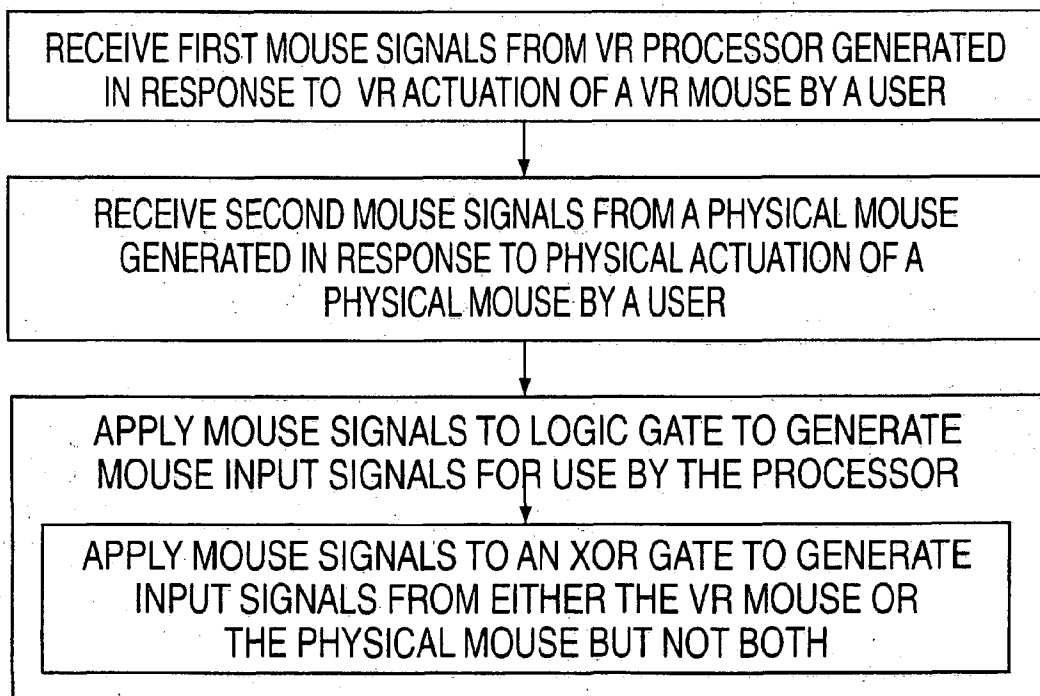 RECEIVE FIRST MOUSE SIGNALS FROM VR PROCESSOR GENERATED
IN RESPONSE TO VR ACTUATION OF A VR MOUSE BY A USER
RECEIVE SECOND MOUSE SIGNALS FROM A PHYSICAL MOUSE
GENERATED IN RESPONSE TO PHYSICAL ACTUATION OF A
PHYSICAL MOUSE BY A USER
APPLY MOUSE SIGNALS TO LOGIC GATE TO GENERATE
MOUSE INPUT SIGNALS FOR USE BY THE PROCESSOR
APPLY MOUSE SIGNALS TO AN XOR GATE TO GENERATE
INPUT SIGNALS FROM EITHER THE VR MOUSE OR
THE PHYSICAL MOUSE BUT NOT BOTH